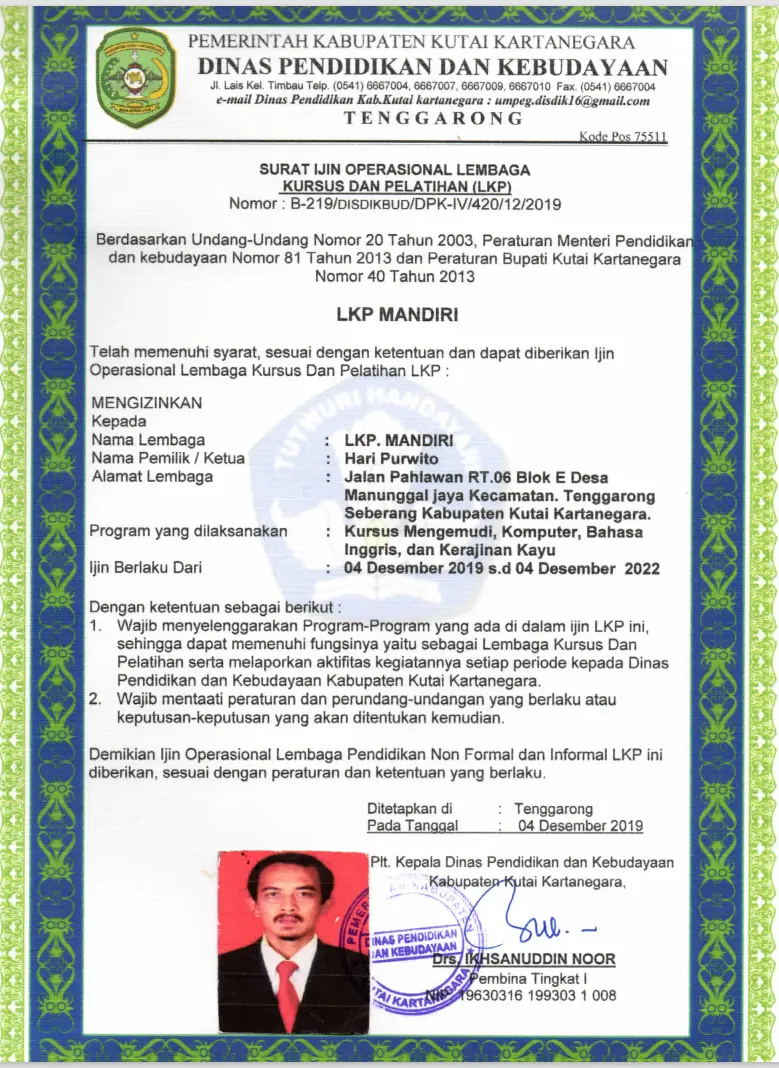 PEMERINTAH KABUPATEN KUTAI KARTANEGARA
DINAS PENDIDIKAN DAN KEBUDAYAAN
Jl. Lais Kel. Timbau Telp. (0541) 6667004, 6667007, 6667009, 6667010 Fax. (0541) 6667004
e-mail Dinas Pendidikan Kab.Kutai kartanegara : umpeg.disdik16@gmail.com
TENGGARONG
Kode Pos 75511
SURAT IJIN OPERASIONAL LEMBAGA
KURSUS DAN PELATIHAN (LKP)
Nomor : B-219/DISDIKBUD/DPK-IV/420/12/2019
Berdasarkan Undang-Undang Nomor 20 Tahun 2003, Peraturan Menteri Pendidikan
dan kebudayaan Nomor 81 Tahun 2013 dan Peraturan Bupati Kutai Kartanegara
Nomor 40 Tahun 2013
LKP MANDIRI
Telah memenuhi syarat, sesuai dengan ketentuan dan dapat diberikan Ijin
Operasional Lembaga Kursus Dan Pelatihan LKP :
TUT WURI HANDAYANI
MENGIZINKAN
Kepada
Nama Lembaga : LKP. MANDIRI
Nama Pemilik / Ketua : Hari Purwito
Alamat Lembaga : Jalan Pahlawan RT.06 Blok E Desa
Manunggal jaya Kecamatan. Tenggarong
Seberang Kabupaten Kutai Kartanegara.
Program yang dilaksanakan : Kursus Mengemudi, Komputer, Bahasa
Inggris, dan Kerajinan Kayu
Ijin Berlaku Dari : 04 Desember 2019 s.d 04 Desember 2022
Dengan ketentuan sebagai berikut :
1. Wajib menyelenggarakan Program-Program yang ada di dalam ijin LKP ini,
sehingga dapat memenuhi fungsinya yaitu sebagai Lembaga Kursus Dan
Pelatihan serta melaporkan aktifitas kegiatannya setiap periode kepada Dinas
Pendidikan dan Kebudayaan Kabupaten Kutai Kartanegara.
2. Wajib mentaati peraturan dan perundang-undangan yang berlaku atau
keputusan-keputusan yang akan ditentukan kemudian.
Demikian Ijin Operasional Lembaga Pendidikan Non Formal dan Informal LKP ini
diberikan, sesuai dengan peraturan dan ketentuan yang berlaku.
Ditetapkan di : Tenggarong
Pada Tanggal : 04 Desember 2019
Plt. Kepala Dinas Pendidikan dan Kebudayaan
Kabupaten Kutai Kartanegara,
DINAS PENDIDIKAN
DAN KEBUDAYAAN
KUTAI KARTANEGARA
Drs. IKHSANUDDIN NOOR
Pembina Tingkat I
NIP. 19630316 199303 1 008